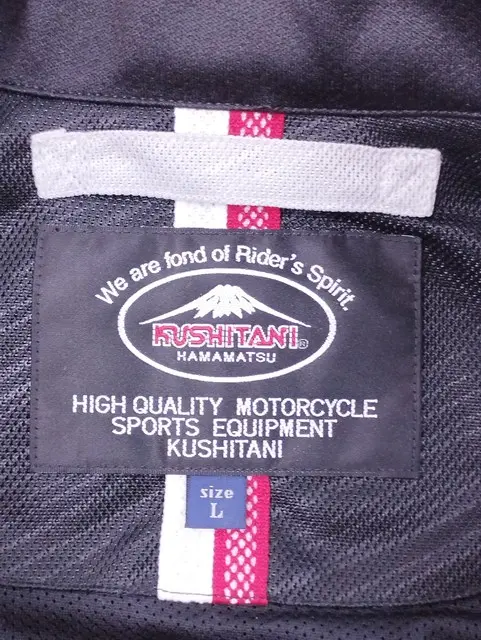 We are fond of Rider's Spirit.
KUSHITANI®
HAMAMATSU
HIGH QUALITY MOTORCYCLE
SPORTS EQUIPMENT
KUSHITANI
size
L